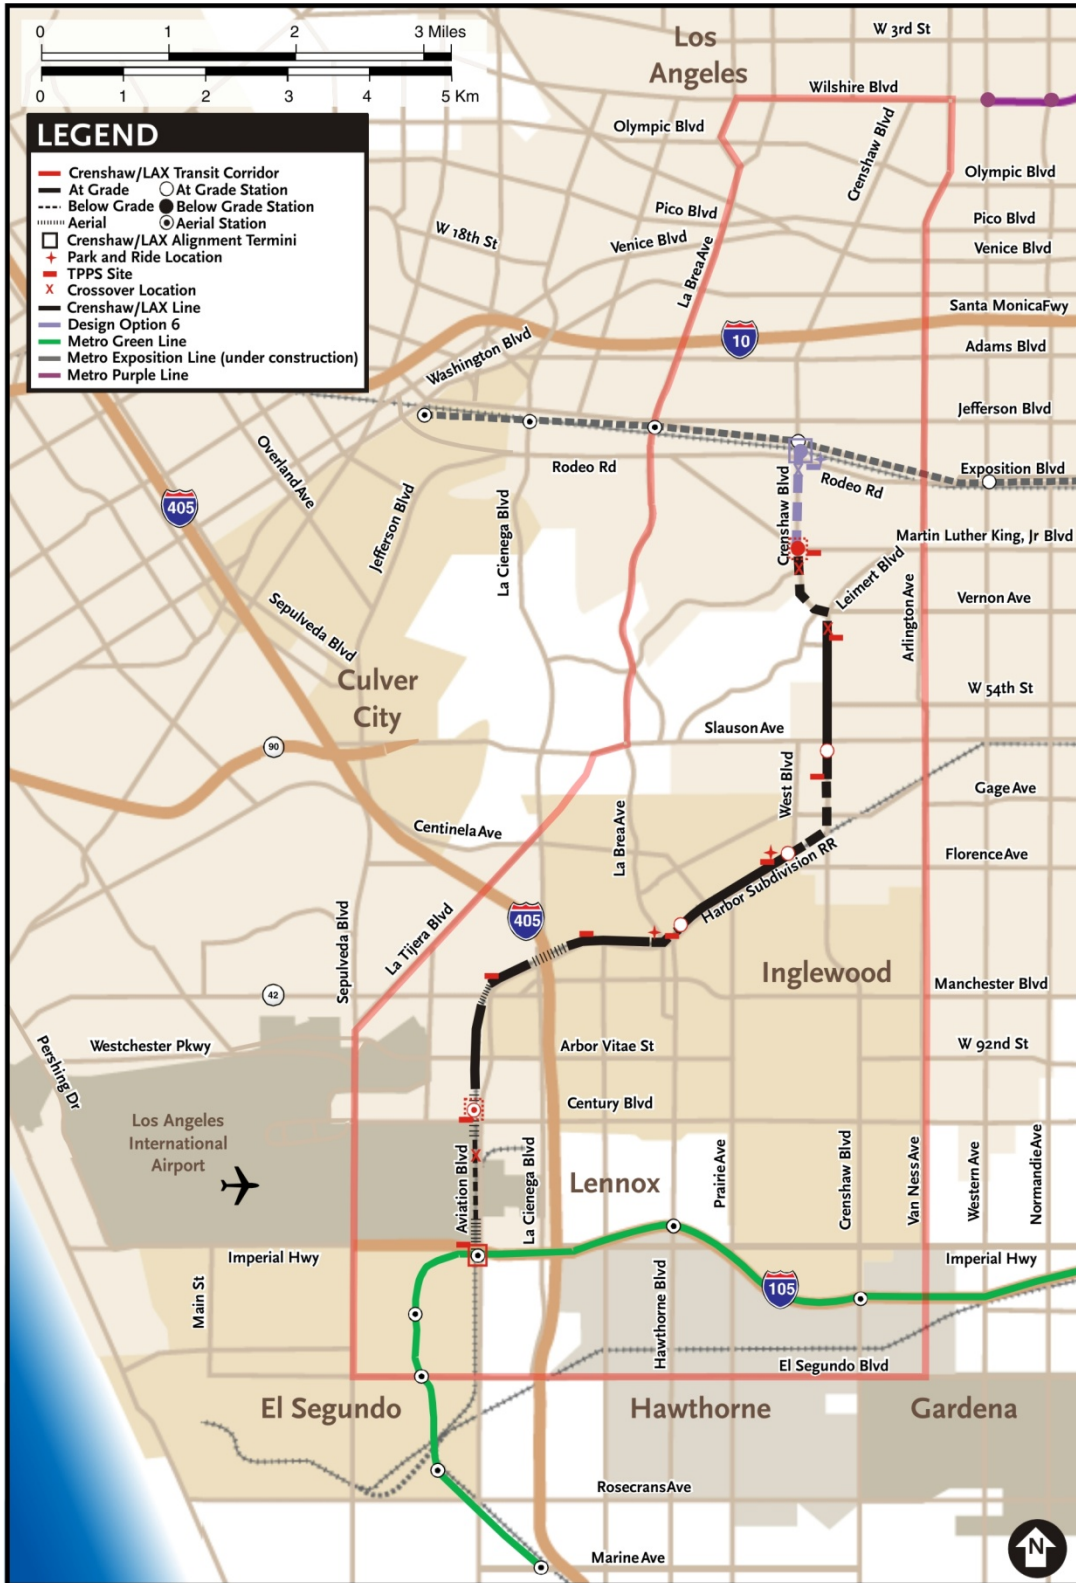 0 1 2 3 Miles
0 1 2 3 4 5 Km
LEGEND
Crenshaw/LAX Transit Corridor
At Grade At Grade Station
Below Grade Below Grade Station
Aerial Aerial Station
Crenshaw/LAX Alignment Termini
Park and Ride Location
TPPS Site
X Crossover Location
Crenshaw/LAX Line
Design Option 6
Metro Green Line
Metro Exposition Line (under construction)
Metro Purple Line
Los
Angeles
W 3rd St
Wilshire Blvd
Olympic Blvd
Crenshaw Blvd
Olympic Blvd
Pico Blvd
Pico Blvd
W 18th St
Venice Blvd
Venice Blvd
La Brea Ave
Santa Monica Fwy
10
Washington Blvd
Adams Blvd
Jefferson Blvd
Overland Ave
Rodeo Rd
Exposition Blvd
Rodeo Rd
405
Jefferson Blvd
La Cienega Blvd
Crenshaw Blvd
Martin Luther King, Jr Blvd
Leimert Blvd
Vernon Ave
Arlington Ave
Sepulveda Blvd
Culver
City
W 54th St
Slauson Ave
90
West Blvd
Gage Ave
Centinela Ave
La Brea Ave
Florence Ave
Harbor Subdivision RR
405
La Tijera Blvd
Sepulveda Blvd
Inglewood
42
Manchester Blvd
Pershing Dr
Westchester Pkwy
Arbor Vitae St
W 92nd St
Century Blvd
Los Angeles
International
Airport
Aviation Blvd
La Cienega Blvd
Lennox
Prairie Ave
Crenshaw Blvd
Van Ness Ave
Western Ave
Normandie Ave
Imperial Hwy
Imperial Hwy
Main St
Hawthorne Blvd
105
El Segundo Blvd
El Segundo
Hawthorne
Gardena
Rosecrans Ave
Marine Ave
N